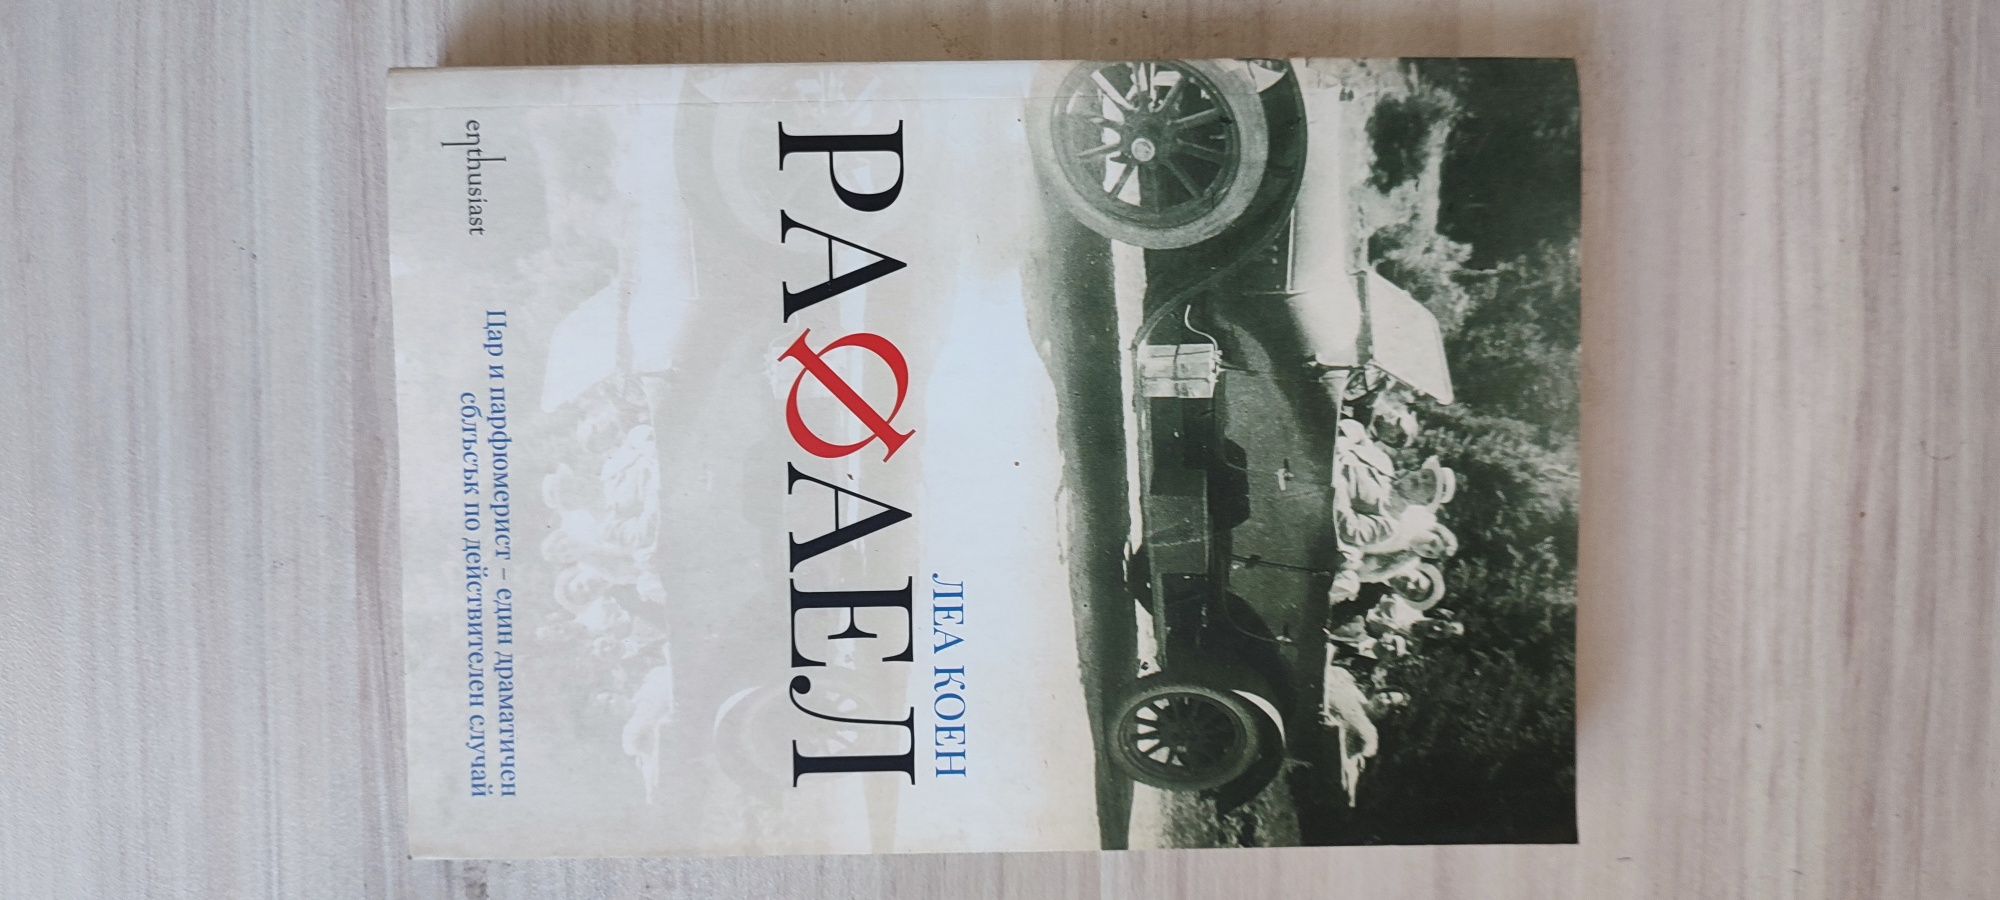 ЛЕА КОЕН
РАФАЕЛ
Цар и парфюмерист – един драматичен
сблъсък по действителен случай
enthusiast